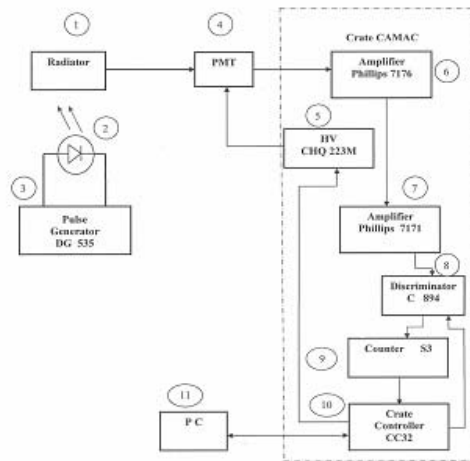 1
4
Crate CAMAC
Radiator
PMT
Amplifier
Phillips 7176
6
2
5
HV
CHQ 223M
3
7
Pulse
Generator
DG 535
Amplifier
Phillips 7171
8
Discriminator
C 894
9
Counter S3
10
11
P C
Crate
Controller
CC32